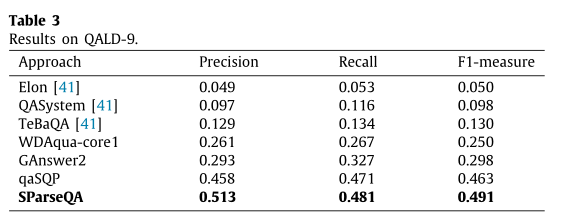 Table 3
Results on QALD-9.
Approach Precision Recall F1-measure
Elon [41] 0.049 0.053 0.050
QASystem [41] 0.097 0.116 0.098
TeBaQA [41] 0.129 0.134 0.130
WDAqua-core1 0.261 0.267 0.250
GAnswer2 0.293 0.327 0.298
qaSQP 0.458 0.471 0.463
SParseQA 0.513 0.481 0.491